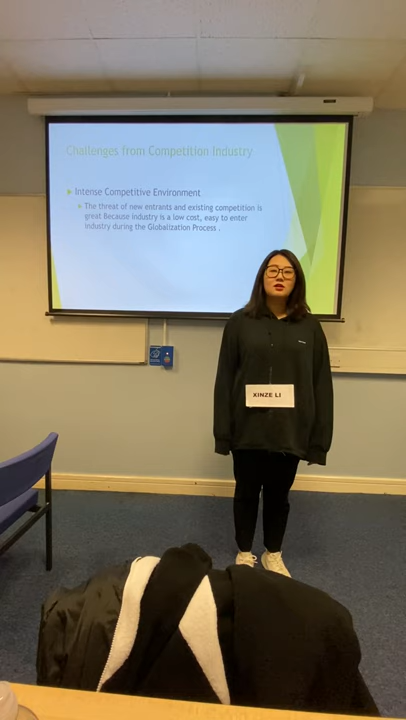 Challenges from Competition Industry
Intense Competitive Environment
The threat of new entrants and existing competition is
great Because industry is a low cost, easy to enter
industry during the Globalization Process .
XINZE LI